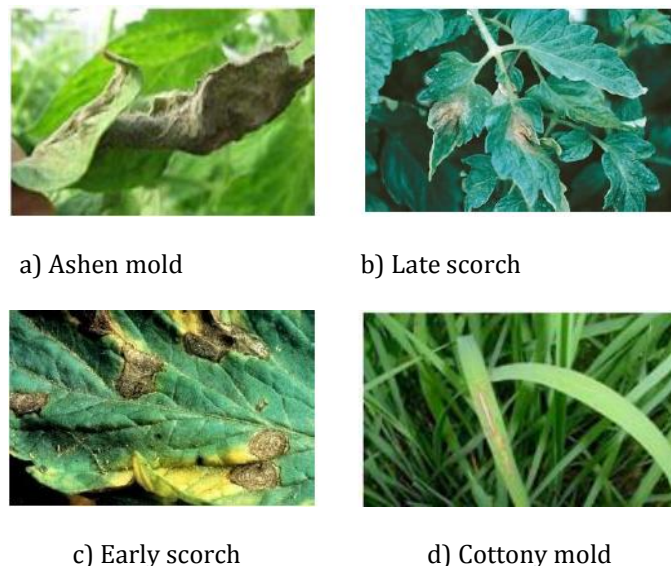 a) Ashen mold
b) Late scorch
c) Early scorch
d) Cottony mold